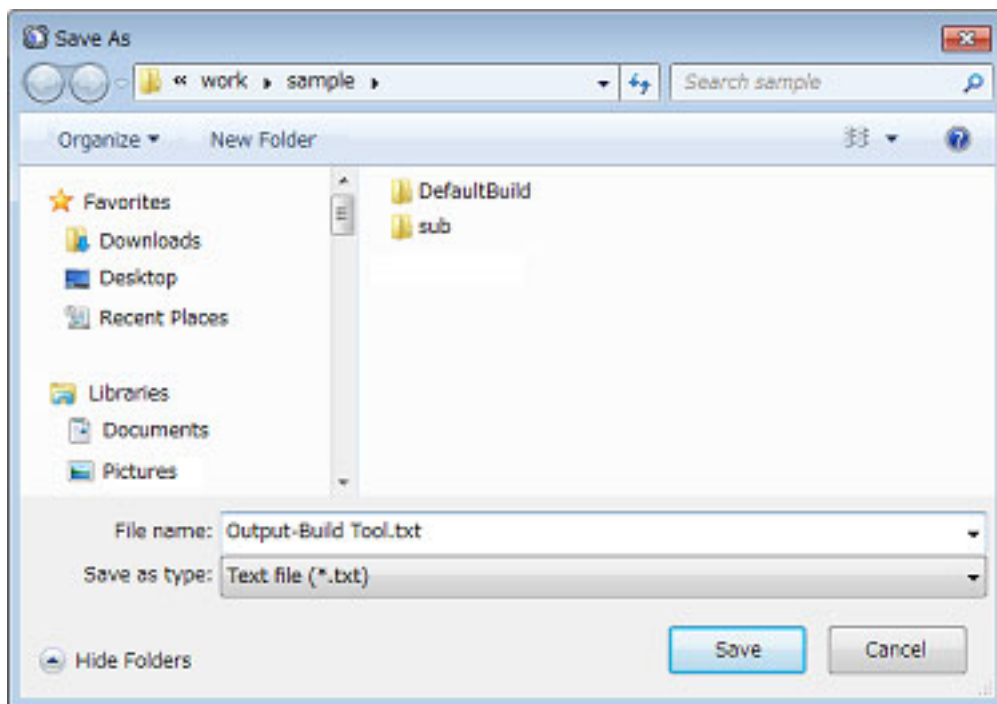 Save As
« work ▸ sample ▸
Search sample
Organize ▾ New Folder
Favorites
Downloads
Desktop
Recent Places
Libraries
Documents
Pictures
DefaultBuild
sub
File name: Output-Build Tool.txt
Save as type: Text file (*.txt)
Hide Folders
Save
Cancel